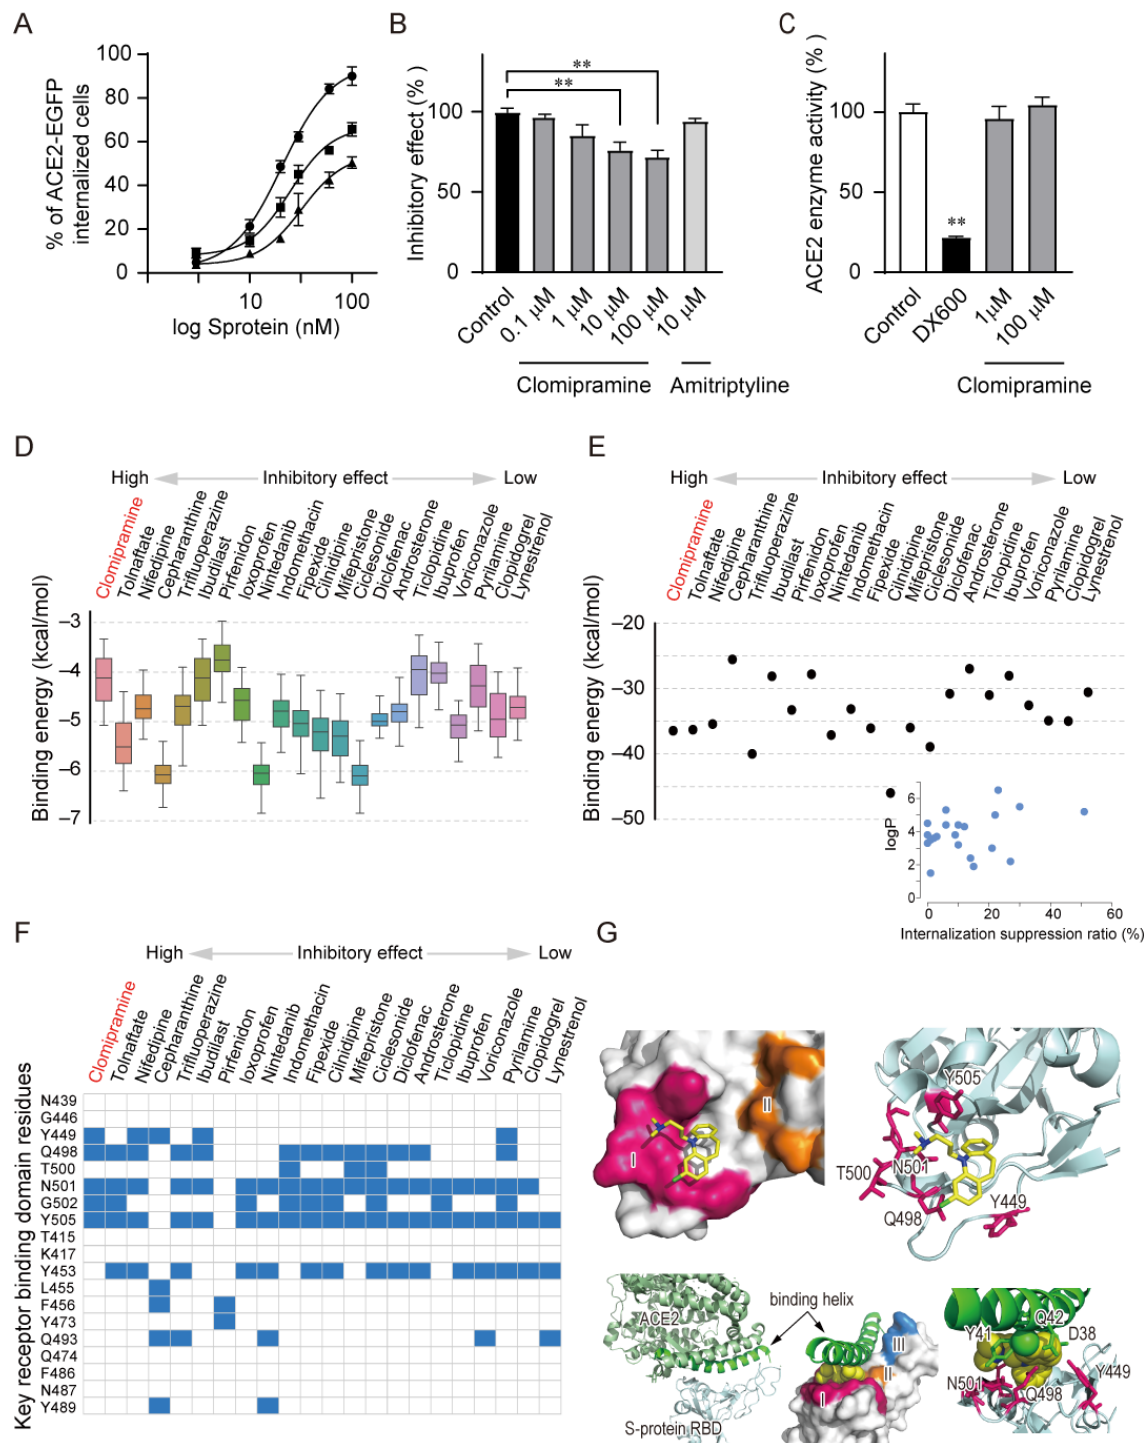 A
% of ACE2-EGFP
internalized cells
100
80
60
40
20
0
10
100
log Sprotein (nM)
B
Inhibitory effect (%)
100
50
0
**
**
Control
0.1 μM
1 μM
10 μM
100 μM
10 μM
Clomipramine
Amitriptyline
C
ACE2 enzyme activity (%)
100
50
0
**
Control
DX600
1μM
100 μM
Clomipramine
D
High
Inhibitory effect
Low
Clomipramine
Tolnaftate
Nifedipine
Cepharanthine
Trifluoperazine
Ibudilast
Pirfenidon
loxoprofen
Nintedanib
Indomethacin
Fipexide
Cilnidipine
Mifepristone
Ciclesonide
Diclofenac
Androsterone
Ticlopidine
Ibuprofen
Voriconazole
Pyrilamine
Clopidogrel
Lynestrenol
Binding energy (kcal/mol)
−3
−4
−5
−6
−7
E
High
Inhibitory effect
Low
Clomipramine
Tolnaftate
Nifedipine
Cepharanthine
Trifluoperazine
Ibudilast
Pirfenidon
loxoprofen
Nintedanib
Indomethacin
Fipexide
Cilnidipine
Mifepristone
Ciclesonide
Diclofenac
Androsterone
Ticlopidine
Ibuprofen
Voriconazole
Pyrilamine
Clopidogrel
Lynestrenol
Binding energy (kcal/mol)
−20
−30
−40
−50
logP
6
4
2
0
0
20
40
60
Internalization suppression ratio (%)
F
High
Inhibitory effect
Low
Clomipramine
Tolnaftate
Nifedipine
Cepharanthine
Trifluoperazine
Ibudilast
Pirfenidon
loxoprofen
Nintedanib
Indomethacin
Fipexide
Cilnidipine
Mifepristone
Ciclesonide
Diclofenac
Androsterone
Ticlopidine
Ibuprofen
Voriconazole
Pyrilamine
Clopidogrel
Lynestrenol
Key receptor binding domain residues
N439
G446
Y449
Q498
T500
N501
G502
Y505
T415
K417
Y453
L455
F456
Y473
Q493
Q474
F486
N487
Y489
G
I
II
Y505
T500
N501
Q498
Y449
ACE2
binding helix
S-protein RBD
III
II
I
Q42
Y41
D38
Y449
N501
Q498